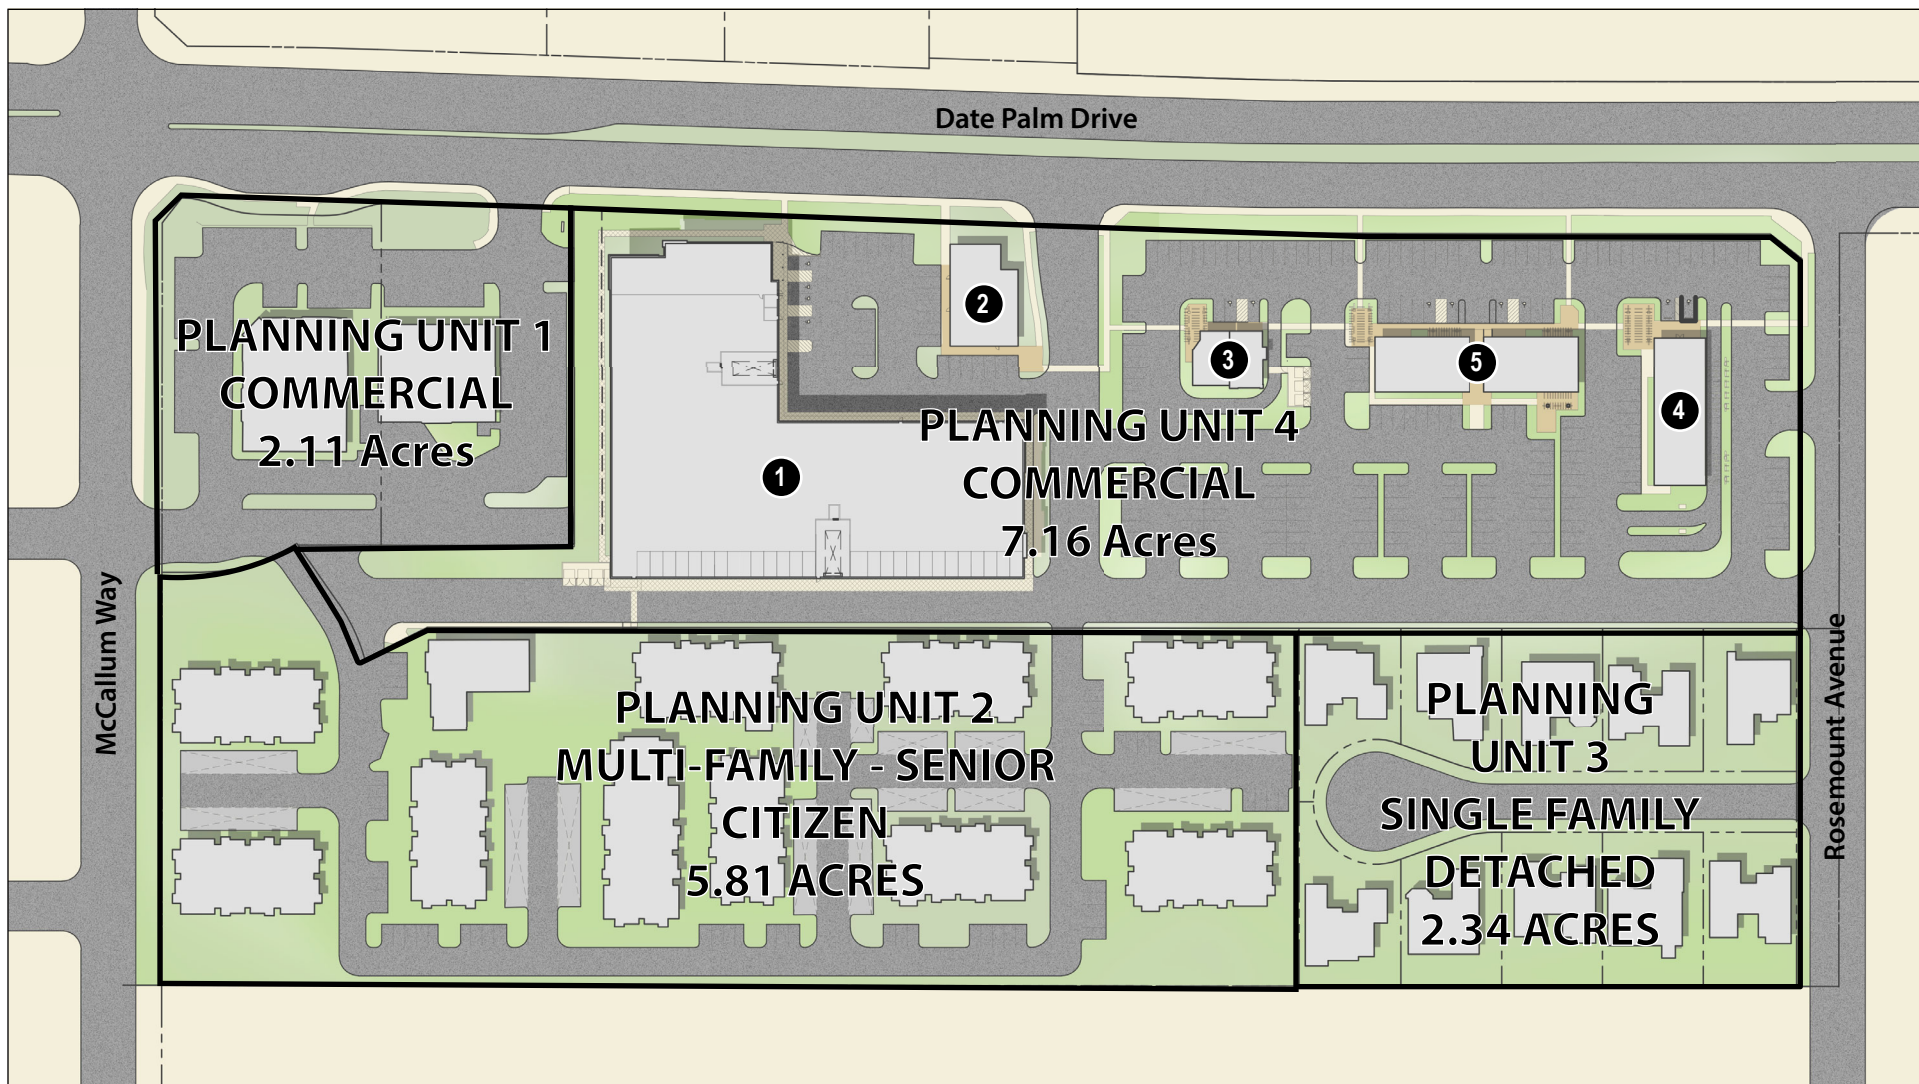 Date Palm Drive
PLANNING UNIT 1
COMMERCIAL
2.11 Acres
1
2
3
5
4
PLANNING UNIT 4
COMMERCIAL
7.16 Acres
McCallum Way
Rosemount Avenue
PLANNING UNIT 2
MULTI-FAMILY - SENIOR
CITIZEN
5.81 ACRES
PLANNING
UNIT 3
SINGLE FAMILY
DETACHED
2.34 ACRES